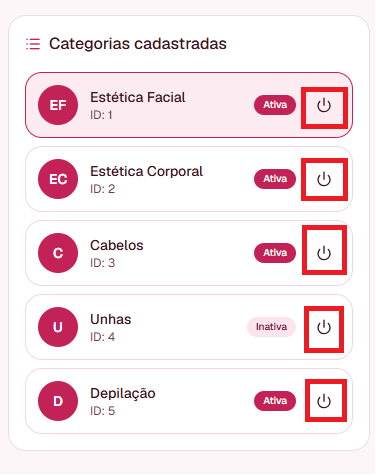 Categorias cadastradas
EF
Estética Facial
ID: 1
Ativa
EC
Estética Corporal
ID: 2
Ativa
C
Cabelos
ID: 3
Ativa
U
Unhas
ID: 4
Inativa
D
Depilação
ID: 5
Ativa